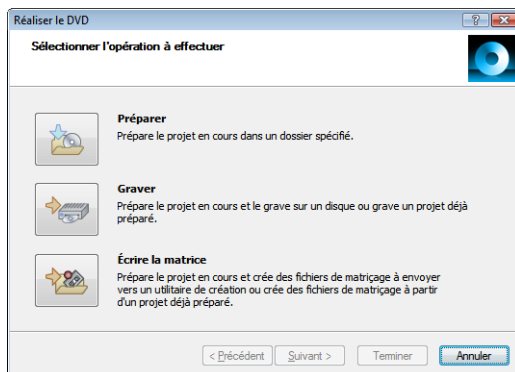 Réaliser le DVD
Sélectionner l'opération à effectuer
Préparer
Prépare le projet en cours dans un dossier spécifié.
Graver
Prépare le projet en cours et le grave sur un disque ou grave un projet déjà
préparé.
Écrire la matrice
Prépare le projet en cours et crée des fichiers de matriçage à envoyer
vers un utilitaire de création ou crée des fichiers de matriçage à partir
d'un projet déjà préparé.
< Précédent Suivant > Terminer Annuler